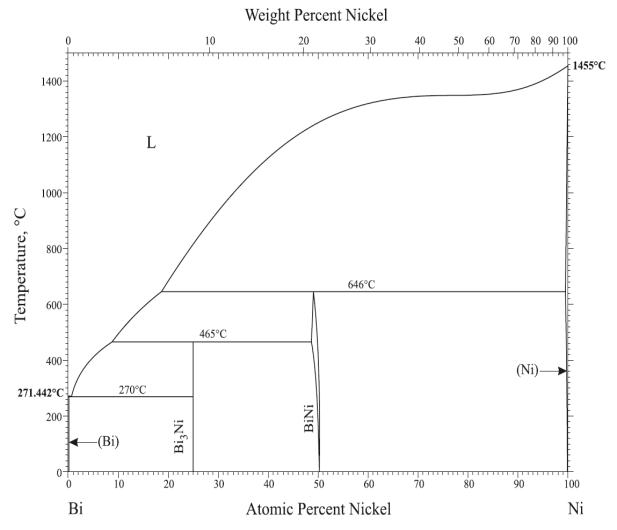 Weight Percent Nickel
0 10 20 30 40 50 60 70 80 90 100
1455°C
1400
L
1200
1000
Temperature, °C
800
646°C
600
465°C
400
(Ni)
271.442°C
270°C
200
(Bi)
Bi₃Ni
BiNi
0
0 10 20 30 40 50 60 70 80 90 100
Bi Atomic Percent Nickel Ni